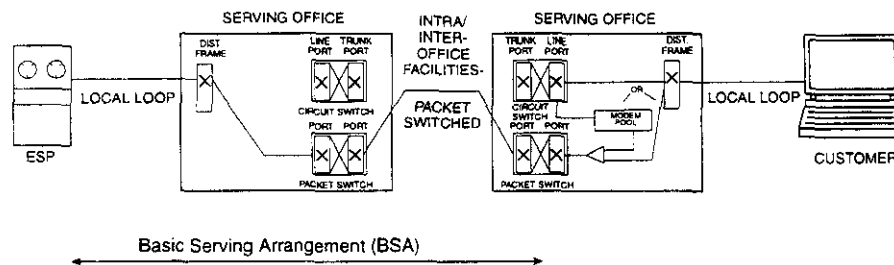 SERVING OFFICE
DIST.
FRAME
LINE
PORT
TRUNK
PORT
CIRCUIT SWITCH
PORT
PORT
PACKET SWITCH
LOCAL LOOP
ESP
INTRA/
INTER-
OFFICE
FACILITIES-
PACKET
SWITCHED
SERVING OFFICE
TRUNK
PORT
LINE
PORT
DIST.
FRAME
OR
CIRCUIT
SWITCH
MODEM
POOL
PORT
PORT
PACKET SWITCH
LOCAL LOOP
CUSTOMER
Basic Serving Arrangement (BSA)